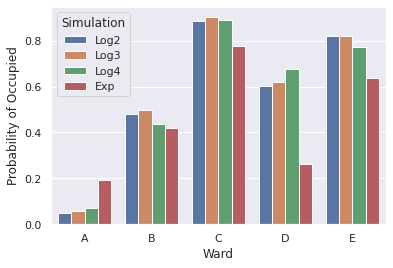 Simulation
Log2
Log3
Log4
Exp
Probability of Occupied
0.8
0.6
0.4
0.2
0.0
A B C D E
Ward